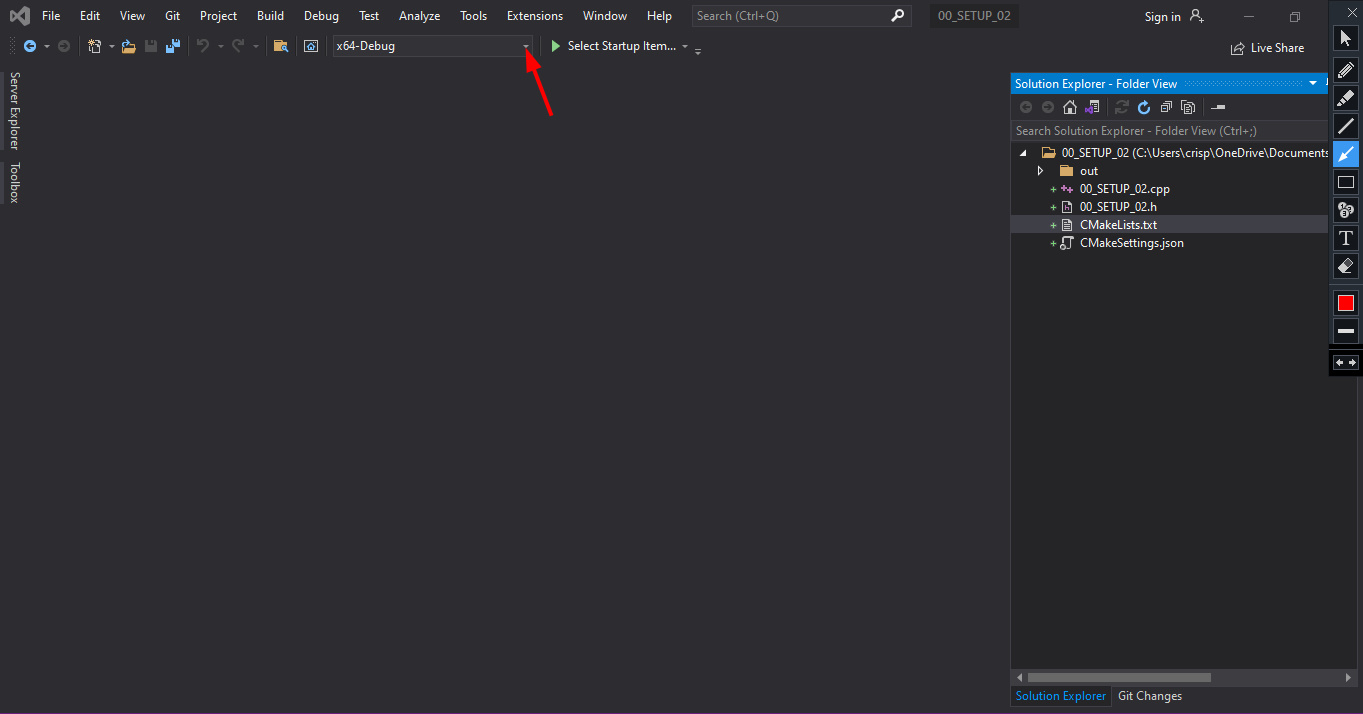 File Edit View Git Project Build Debug Test Analyze Tools Extensions Window Help Search (Ctrl+Q) 00_SETUP_02 Sign in
x64-Debug Select Startup Item... Live Share
Server Explorer
Toolbox
Solution Explorer - Folder View
Search Solution Explorer - Folder View (Ctrl+;)
00_SETUP_02 (C:\Users\crisp\OneDrive\Documents
out
00_SETUP_02.cpp
00_SETUP_02.h
CMakeLists.txt
CMakeSettings.json
T
Solution Explorer Git Changes